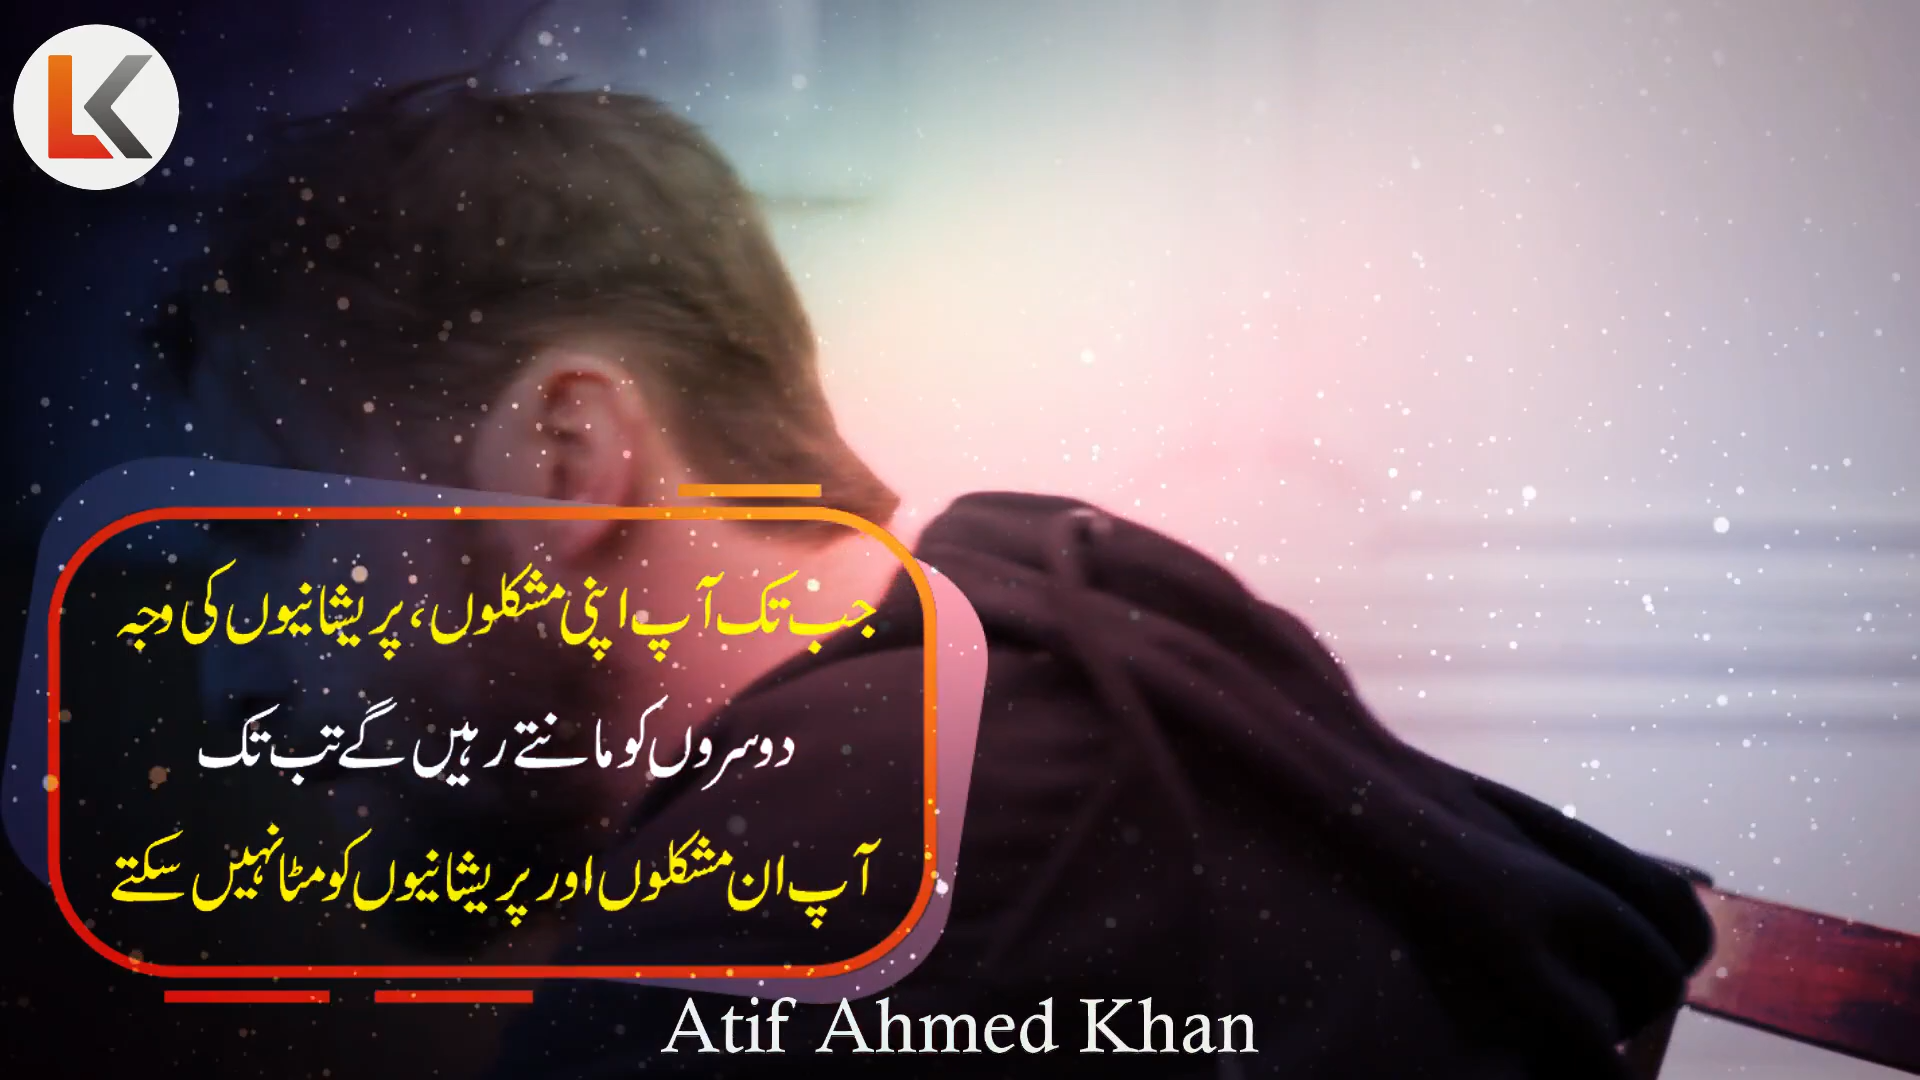 LK
جب تک آپ اپنی مشکلوں، پریشانیوں کی وجہ
دوسروں کو مانتے رہیں گے تب تک
آپ ان مشکلوں اور پریشانیوں کو مٹا نہیں سکتے
Atif Ahmed Khan